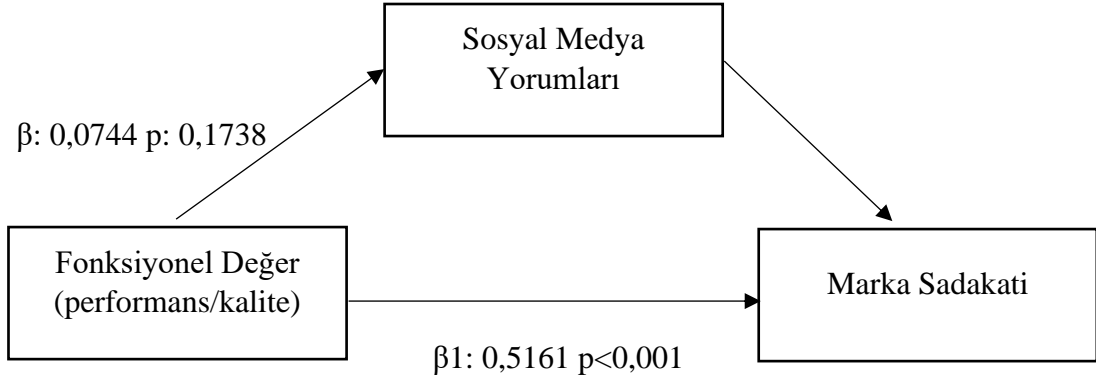 Sosyal Medya
Yorumları
β: 0,0744 p: 0,1738
Fonksiyonel Değer
(performans/kalite)
Marka Sadakati
β1: 0,5161 p<0,001